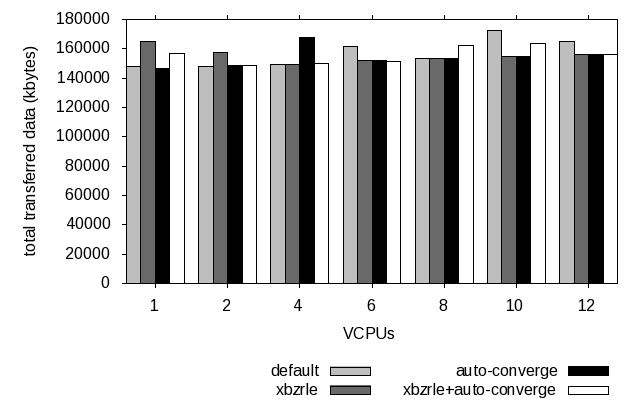 total transferred data (kbytes)
180000
160000
140000
120000
100000
80000
60000
40000
20000
0
1 2 4 6 8 10 12
VCPUs
default auto-converge
xbzrle xbzrle+auto-converge